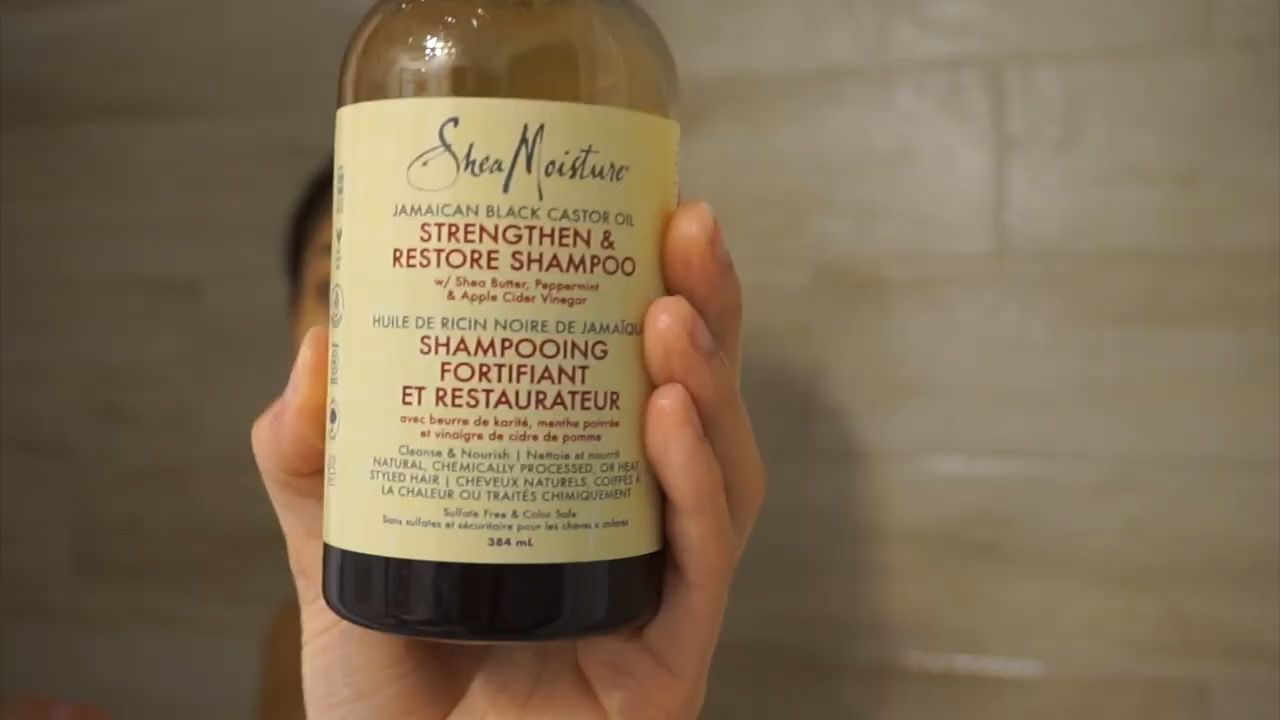 Shea Moisture
JAMAICAN BLACK CASTOR OIL
STRENGTHEN &
RESTORE SHAMPOO
w/ Shea Butter, Peppermint
& Apple Cider Vinegar
HUILE DE RICIN NOIRE DE JAMAÏQU
SHAMPOOING
FORTIFIANT
ET RESTAURATEUR
avec beurre de karité, menthe poivrée
et vinaigre de cidre de pomme
Cleanse & Nourish | Nettoie et nourrit
NATURAL, CHEMICALLY PROCESSED, OR HEAT
STYLED HAIR | CHEVEUX NATURELS, COIFFÉS À
LA CHALEUR OU TRAITÉS CHIMIQUEMENT
Sulfate Free & Color Safe
Sans sulfates et sécuritaire pour les cheveux colorés
384 mL